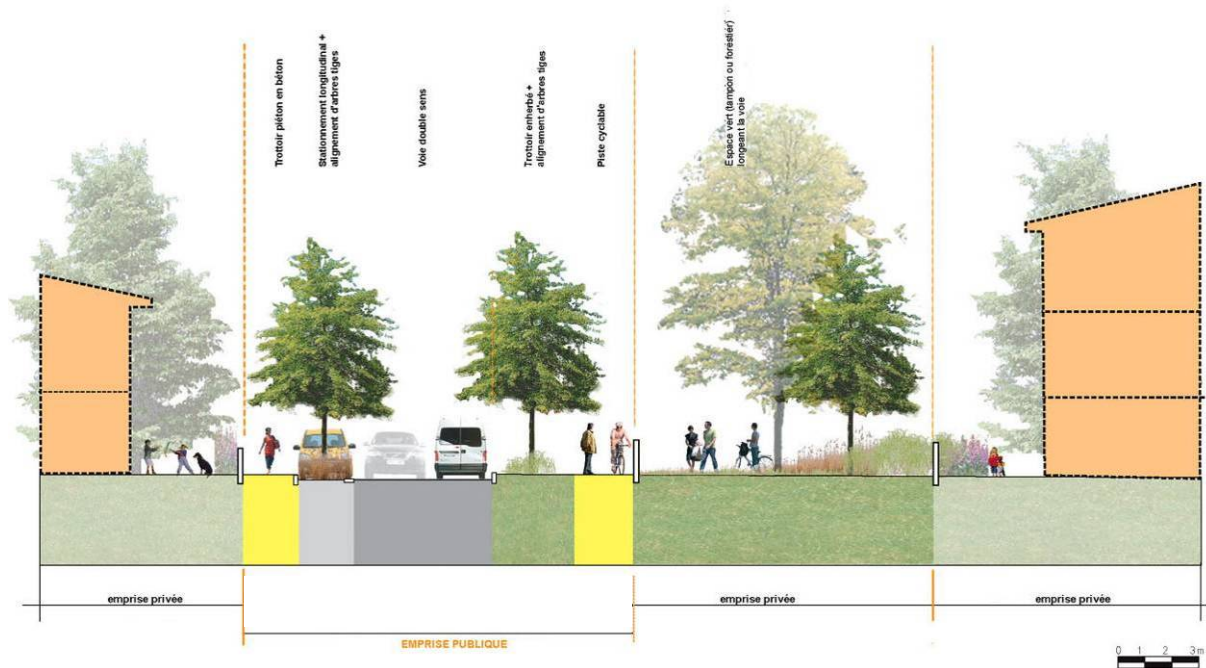 Trottoir piéton en béton
Stationnement longitudinal +
alignement d'arbres tiges
Voie double sens
Trottoir enherbé +
alignement d'arbres tiges
Piste cyclable
Espace vert (tampon ou forestier)
longeant la voie
emprise privée
emprise privée
emprise privée
EMPRISE PUBLIQUE
0 1 2 3m